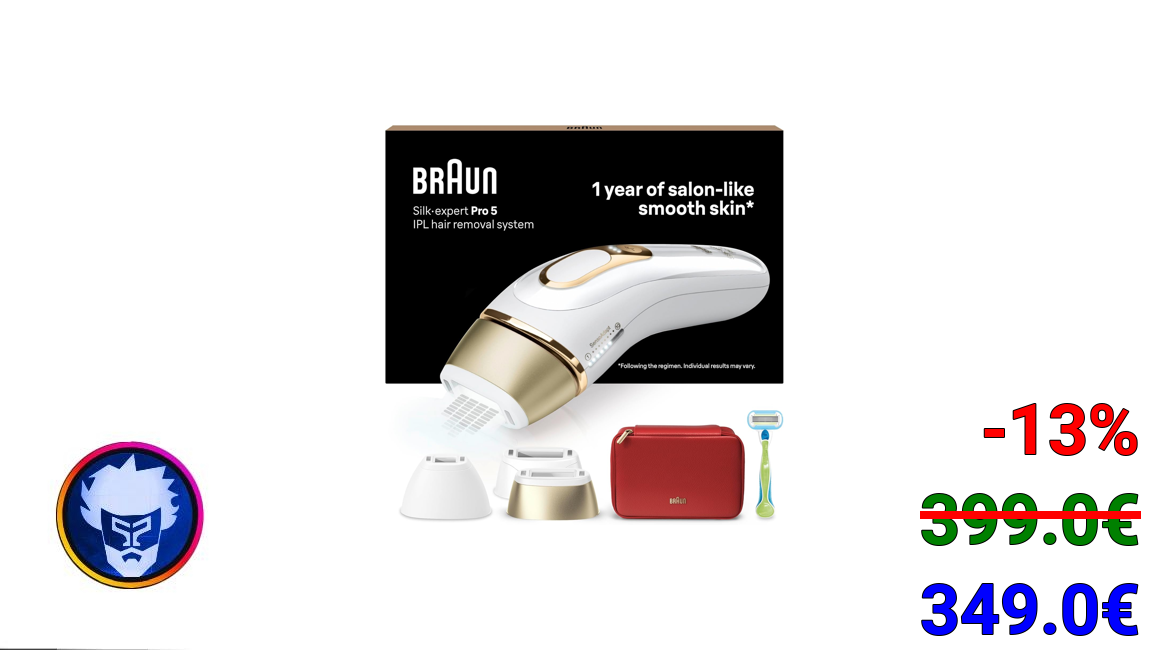 BRAUN
BRAUN
Silk·expert Pro 5
IPL hair removal system
1 year of salon-like
smooth skin*
*Following the regimen. Individual results may vary.
BRAUN
-13%
399.0€
349.0€